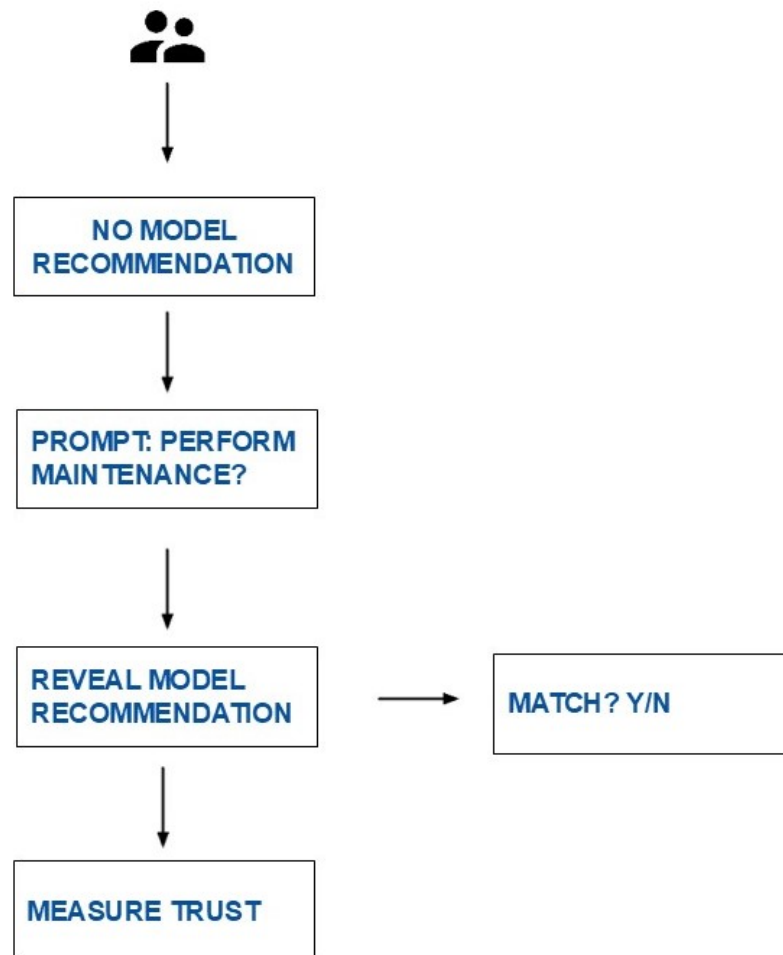 NO MODEL
RECOMMENDATION
PROMPT: PERFORM
MAINTENANCE?
REVEAL MODEL
RECOMMENDATION
MATCH? Y/N
MEASURE TRUST